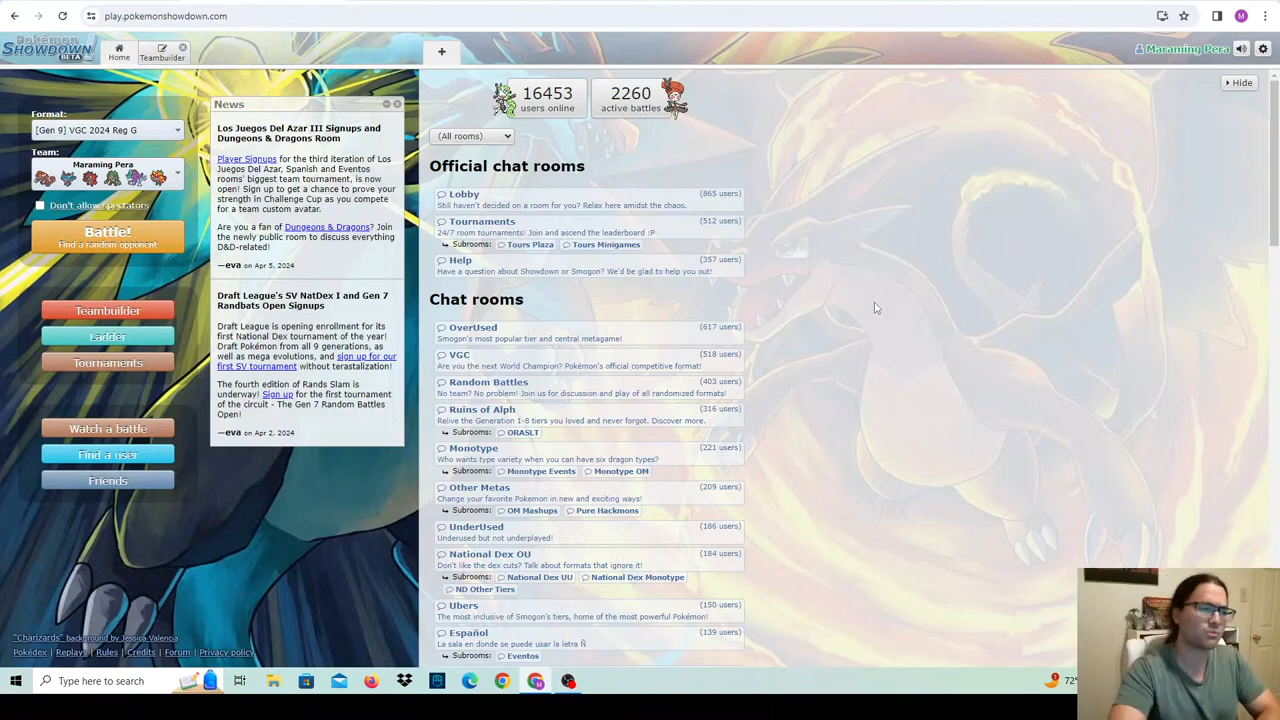 play.pokemonshowdown.com
Pokémon
Showdown
BETA
Home
Teambuilder
+
Maraming Pera
Format:
[Gen 9] VGC 2024 Reg G
Team:
Maraming Pera
Don't allow spectators
Battle!
Find a random opponent
Teambuilder
Ladder
Tournaments
Watch a battle
Find a user
Friends
"Charizards" background by Jessica Valencia
Pokédex | Replays | Rules | Credits | Forum | Privacy policy
News
Los Juegos Del Azar III Signups and
Dungeons & Dragons Room
Player Signups for the third iteration of Los
Juegos Del Azar, Spanish and Eventos
rooms' biggest team tournament, is now
open! Sign up to get a chance to prove your
strength in Challenge Cup as you compete
for a team custom avatar.
Are you a fan of Dungeons & Dragons? Join
the newly public room to discuss everything
D&D-related!
—eva on Apr 5, 2024
Draft League's SV NatDex I and Gen 7
Randbats Open Signups
Draft League is opening enrollment for its
first National Dex tournament of the year!
Draft Pokémon from all 9 generations, as
well as mega evolutions, and sign up for our
first SV tournament without terastalization!
The fourth edition of Rands Slam is
underway! Sign up for the first tournament
of the circuit - The Gen 7 Random Battles
Open!
—eva on Apr 2, 2024
16453
users online
2260
active battles
Hide
(All rooms)
Official chat rooms
Lobby (865 users)
Still haven't decided on a room for you? Relax here amidst the chaos.
Tournaments (512 users)
24/7 room tournaments! Join and ascend the leaderboard :P
Subrooms: Tours Plaza Tours Minigames
Help (357 users)
Have a question about Showdown or Smogon? We'd be glad to help you out!
Chat rooms
OverUsed (617 users)
Smogon's most popular tier and central metagame!
VGC (518 users)
Are you the next World Champion? Pokémon's official competitive format!
Random Battles (403 users)
No team? No problem! Join us for discussion and play of all randomized formats!
Ruins of Alph (316 users)
Relive the Generation 1-8 tiers you loved and never forgot. Discover more.
Subrooms: ORASLT
Monotype (221 users)
Who wants type variety when you can have six dragon types?
Subrooms: Monotype Events Monotype OM
Other Metas (209 users)
Change your favorite Pokemon in new and exciting ways!
Subrooms: OM Mashups Pure Hackmons
UnderUsed (186 users)
Underused but not underplayed!
National Dex OU (184 users)
Don't like the dex cuts? Talk about formats that ignore it!
Subrooms: National Dex UU National Dex Monotype
ND Other Tiers
Ubers (150 users)
The most inclusive of Smogon's tiers, home of the most powerful Pokémon!
Español (139 users)
La sala en donde se puede usar la letra Ñ
Subrooms: Eventos
Type here to search
72°